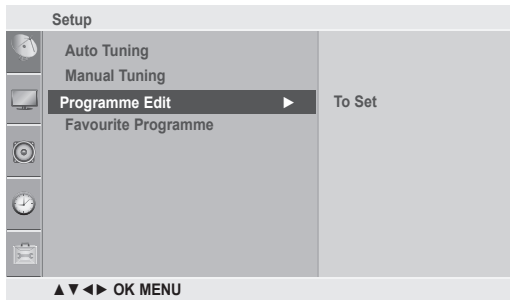 Setup
Auto Tuning
Manual Tuning
Programme Edit ▶ To Set
Favourite Programme
▲▼◄► OK MENU